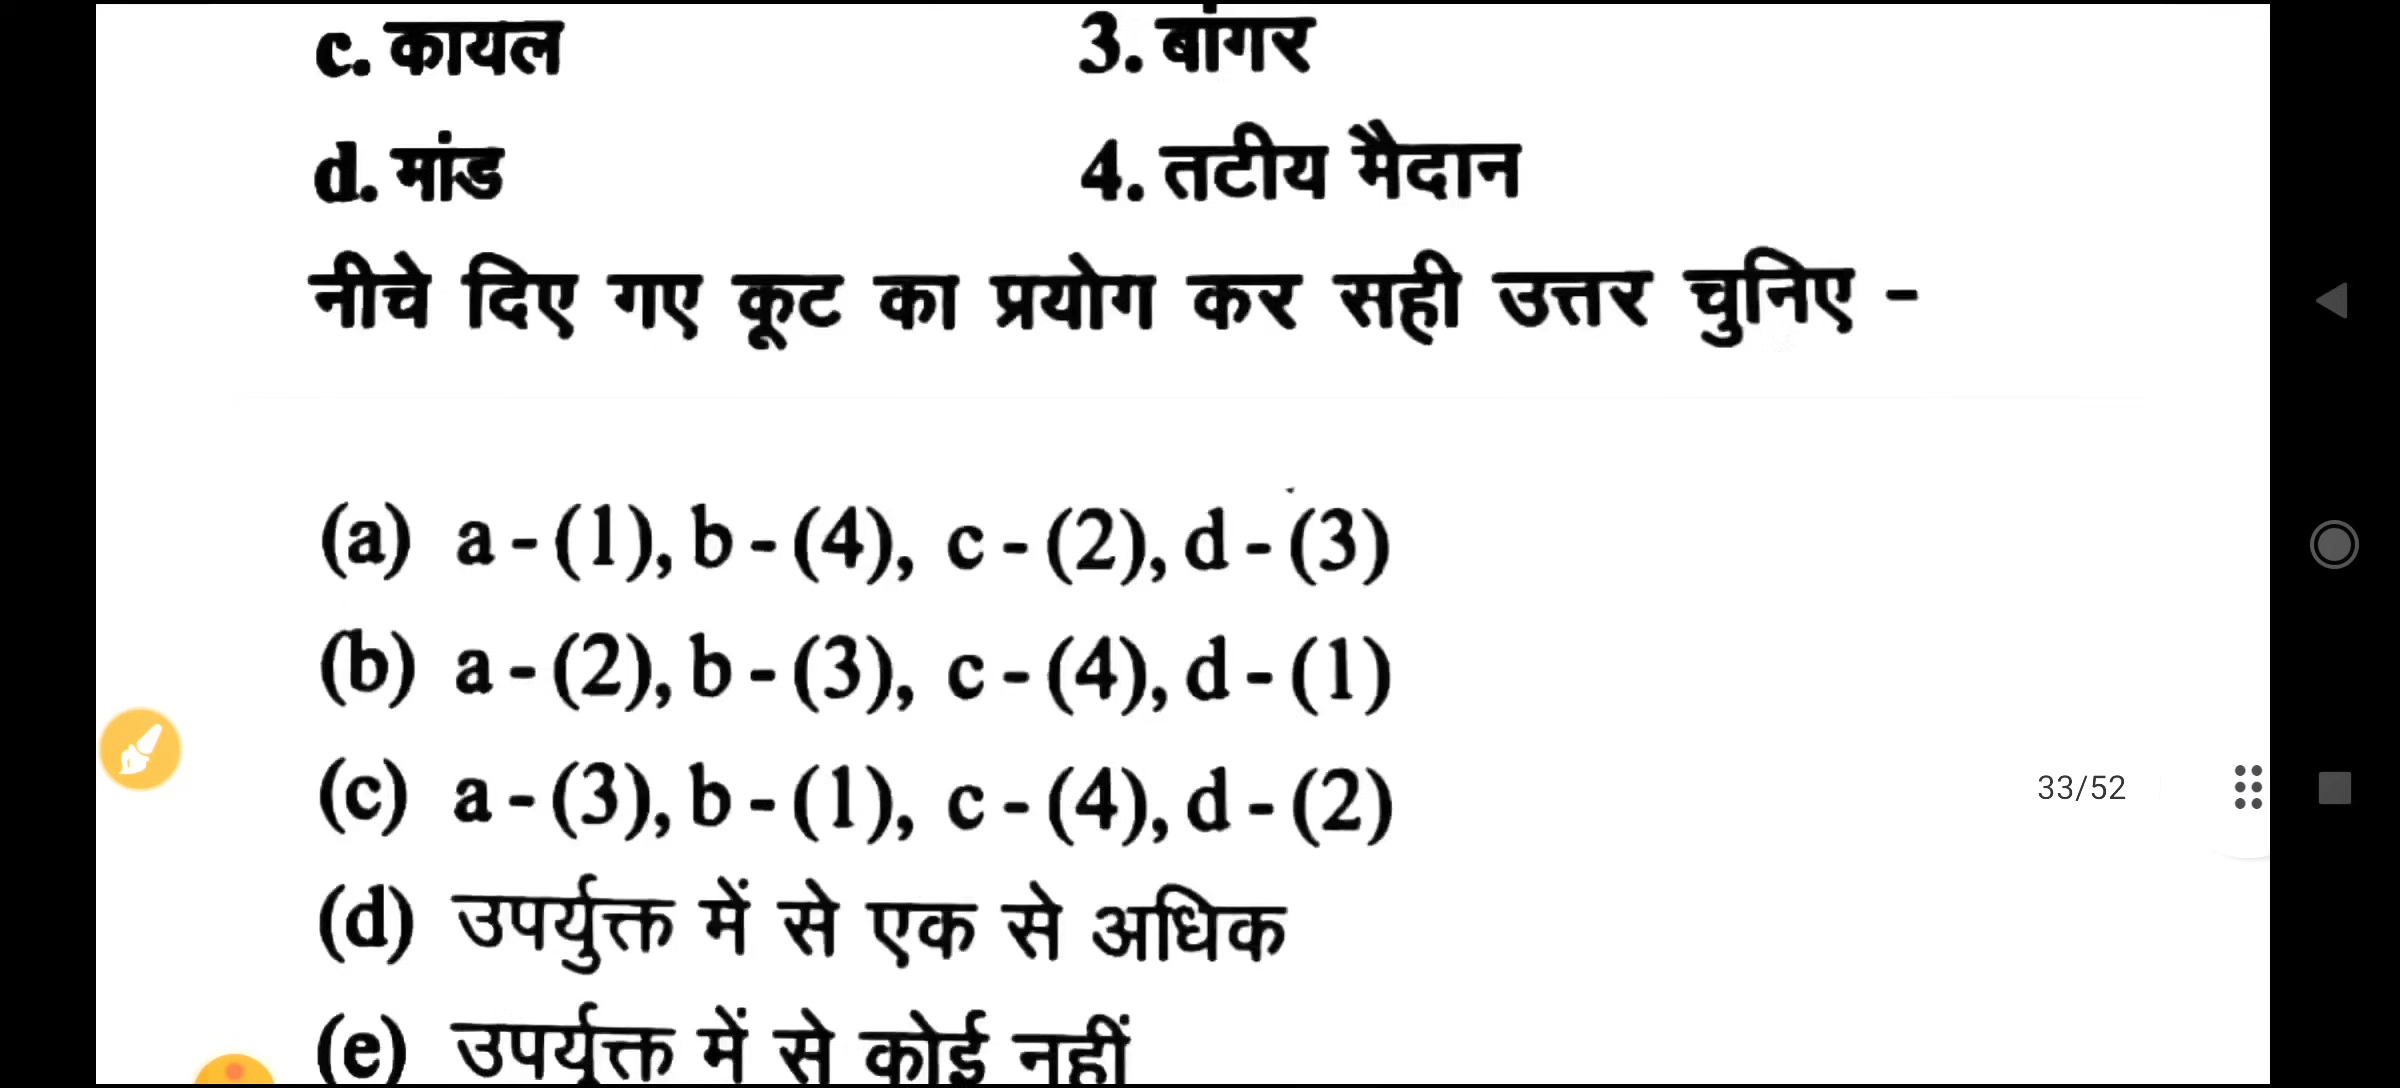 c. कायल 3. बांगर
d. मांड 4. तटीय मैदान
नीचे दिए गए कूट का प्रयोग कर सही उत्तर चुनिए -
(a) a - (1), b - (4), c - (2), d - (3)
(b) a - (2), b - (3), c - (4), d - (1)
(c) a - (3), b - (1), c - (4), d - (2)
33/52
(d) उपर्युक्त में से एक से अधिक
(e) उपर्युक्त में से कोई नहीं